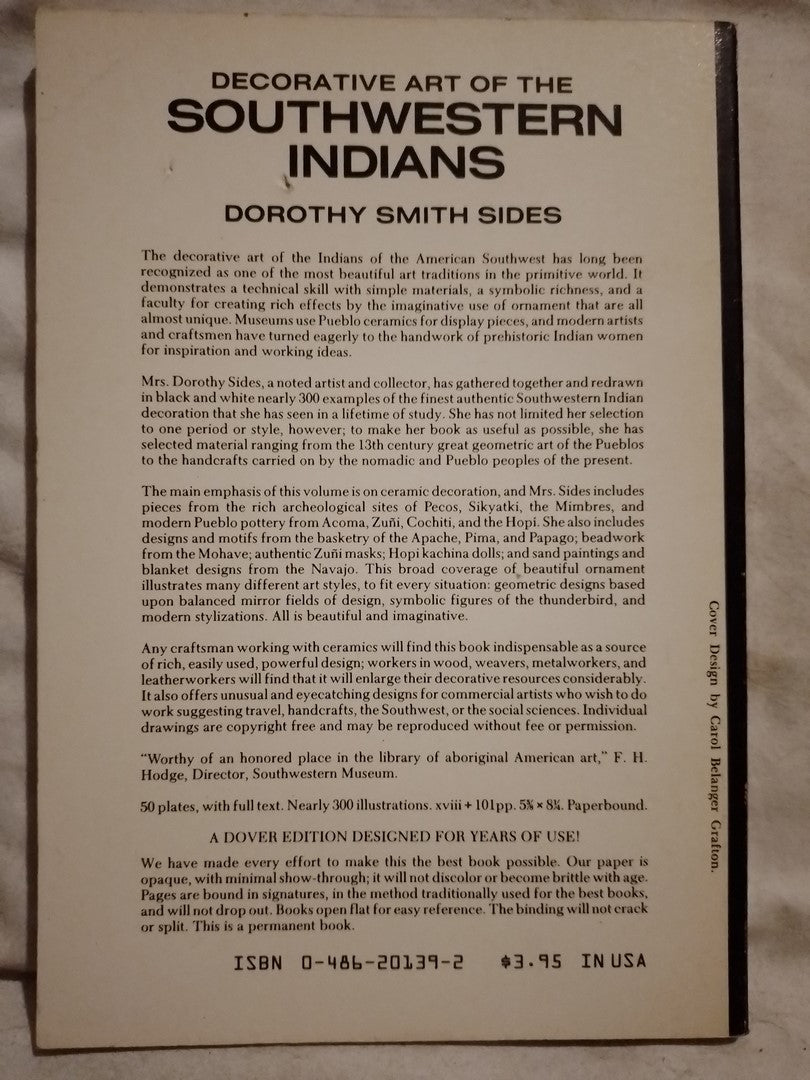 DECORATIVE ART OF THE
SOUTHWESTERN
INDIANS
DOROTHY SMITH SIDES
The decorative art of the Indians of the American Southwest has long been
recognized as one of the most beautiful art traditions in the primitive world. It
demonstrates a technical skill with simple materials, a symbolic richness, and a
faculty for creating rich effects by the imaginative use of ornament that are all
almost unique. Museums use Pueblo ceramics for display pieces, and modern artists
and craftsmen have turned eagerly to the handwork of prehistoric Indian women
for inspiration and working ideas.
Mrs. Dorothy Sides, a noted artist and collector, has gathered together and redrawn
in black and white nearly 300 examples of the finest authentic Southwestern Indian
decoration that she has seen in a lifetime of study. She has not limited her selection
to one period or style, however; to make her book as useful as possible, she has
selected material ranging from the 13th century great geometric art of the Pueblos
to the handcrafts carried on by the nomadic and Pueblo peoples of the present.
The main emphasis of this volume is on ceramic decoration, and Mrs. Sides includes
pieces from the rich archeological sites of Pecos, Sikyatki, the Mimbres, and
modern Pueblo pottery from Acoma, Zuñi, Cochiti, and the Hopi. She also includes
designs and motifs from the basketry of the Apache, Pima, and Papago; beadwork
from the Mohave; authentic Zuñi masks; Hopi kachina dolls; and sand paintings and
blanket designs from the Navajo. This broad coverage of beautiful ornament
illustrates many different art styles, to fit every situation: geometric designs based
upon balanced mirror fields of design, symbolic figures of the thunderbird, and
modern stylizations. All is beautiful and imaginative.
Any craftsman working with ceramics will find this book indispensable as a source
of rich, easily used, powerful design; workers in wood, weavers, metalworkers, and
leatherworkers will find that it will enlarge their decorative resources considerably.
It also offers unusual and eyecatching designs for commercial artists who wish to do
work suggesting travel, handcrafts, the Southwest, or the social sciences. Individual
drawings are copyright free and may be reproduced without fee or permission.
"Worthy of an honored place in the library of aboriginal American art," F. H.
Hodge, Director, Southwestern Museum.
50 plates, with full text. Nearly 300 illustrations. xviii + 101pp. 5⅜ × 8¼. Paperbound.
A DOVER EDITION DESIGNED FOR YEARS OF USE!
We have made every effort to make this the best book possible. Our paper is
opaque, with minimal show-through; it will not discolor or become brittle with age.
Pages are bound in signatures, in the method traditionally used for the best books,
and will not drop out. Books open flat for easy reference. The binding will not crack
or split. This is a permanent book.
ISBN 0-486-20139-2 $3.95 IN USA
Cover Design by Carol Belanger Grafton.